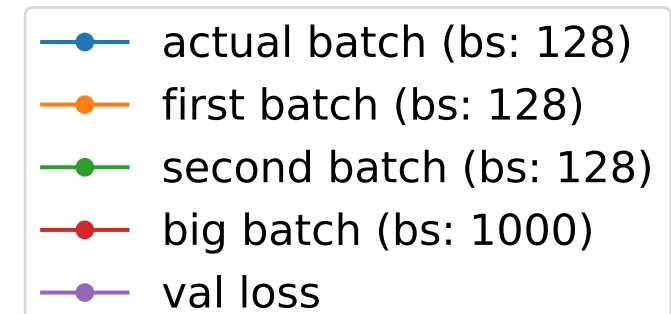 actual batch (bs: 128)
first batch (bs: 128)
second batch (bs: 128)
big batch (bs: 1000)
val loss